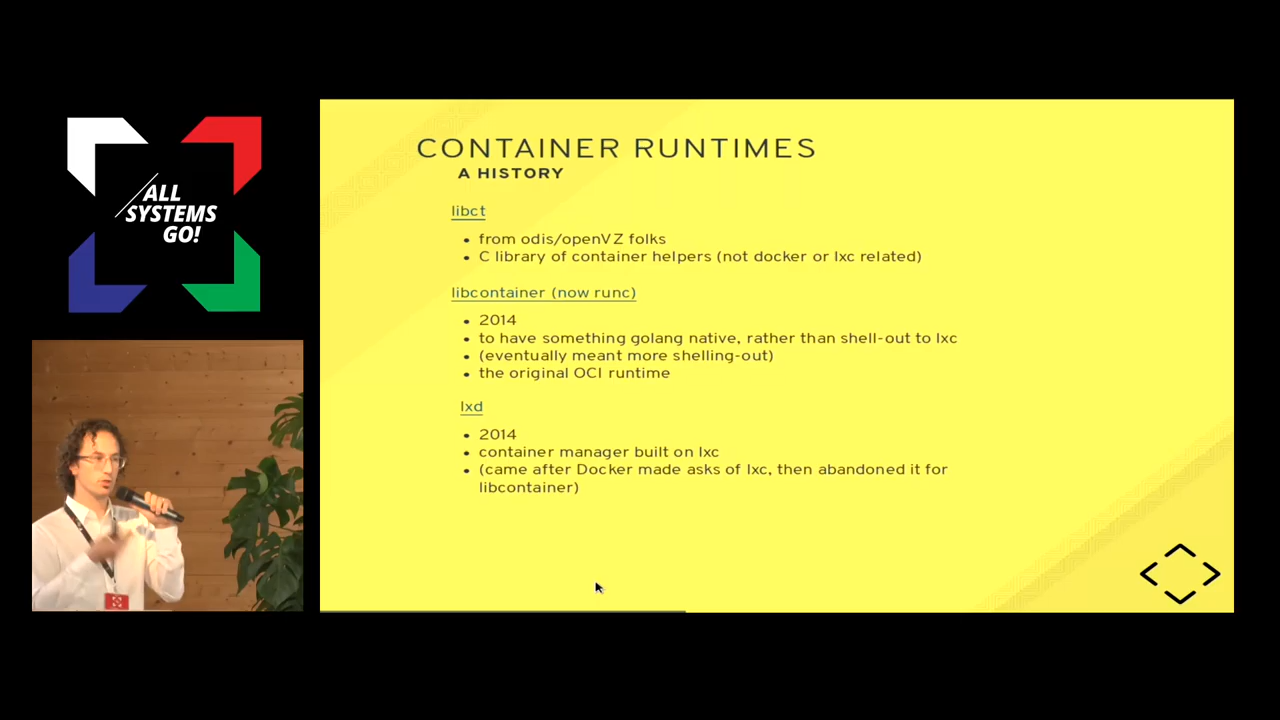 ALL
SYSTEMS
GO!
CONTAINER RUNTIMES
A HISTORY
libct
from odis/openVZ folks
C library of container helpers (not docker or lxc related)
libcontainer (now runc)
2014
to have something golang native, rather than shell-out to lxc
(eventually meant more shelling-out)
the original OCI runtime
lxd
2014
container manager built on lxc
(came after Docker made asks of lxc, then abandoned it for
libcontainer)